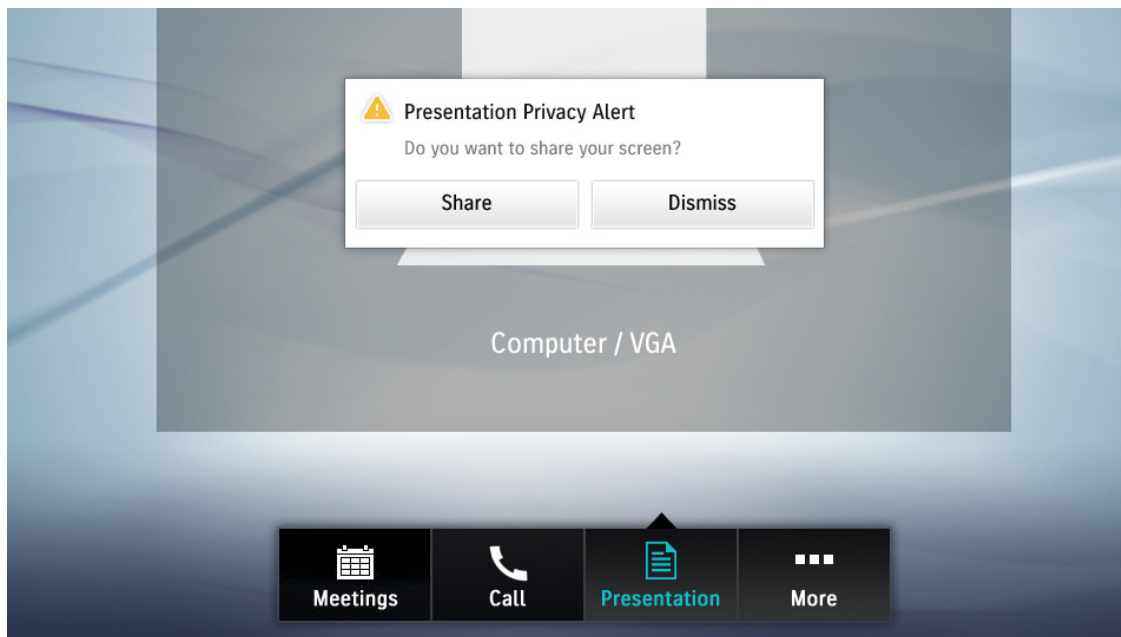 Presentation Privacy Alert
Do you want to share your screen?
Share Dismiss
Computer / VGA
Meetings Call Presentation More